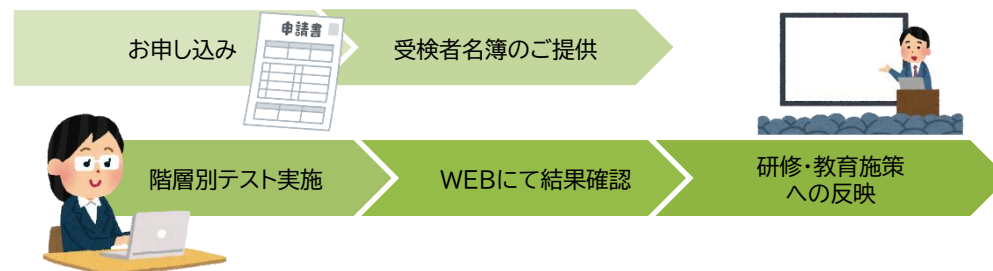 お申し込み
申請書
受検者名簿のご提供
階層別テスト実施
WEBにて結果確認
研修・教育施策
への反映